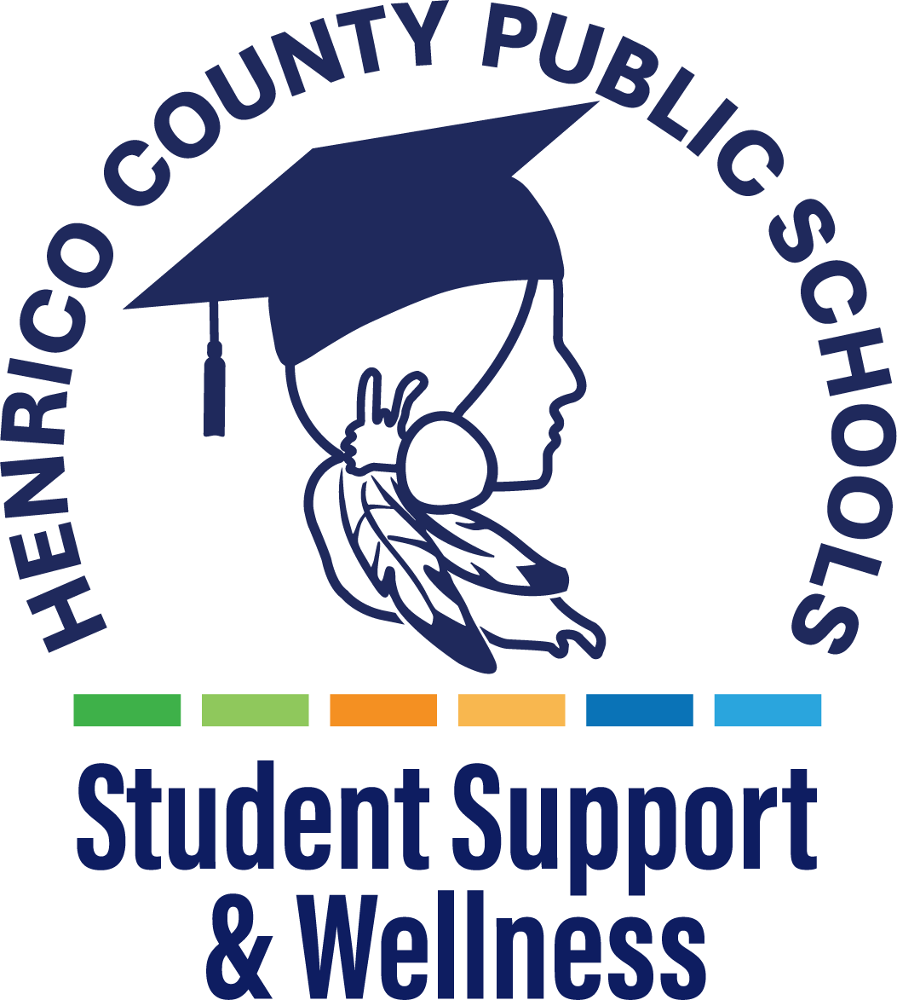 HENRICO COUNTY PUBLIC SCHOOLS
Student Support
& Wellness